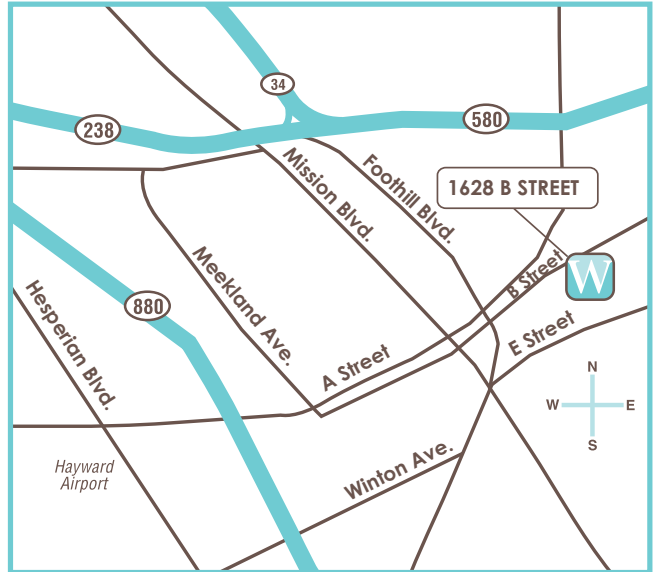 34
238
580
Mission Blvd.
Foothill Blvd.
1628 B STREET
Meekland Ave.
B Street
W
Hesperian Blvd.
880
E Street
A Street
N
W E
S
Hayward
Airport
Winton Ave.